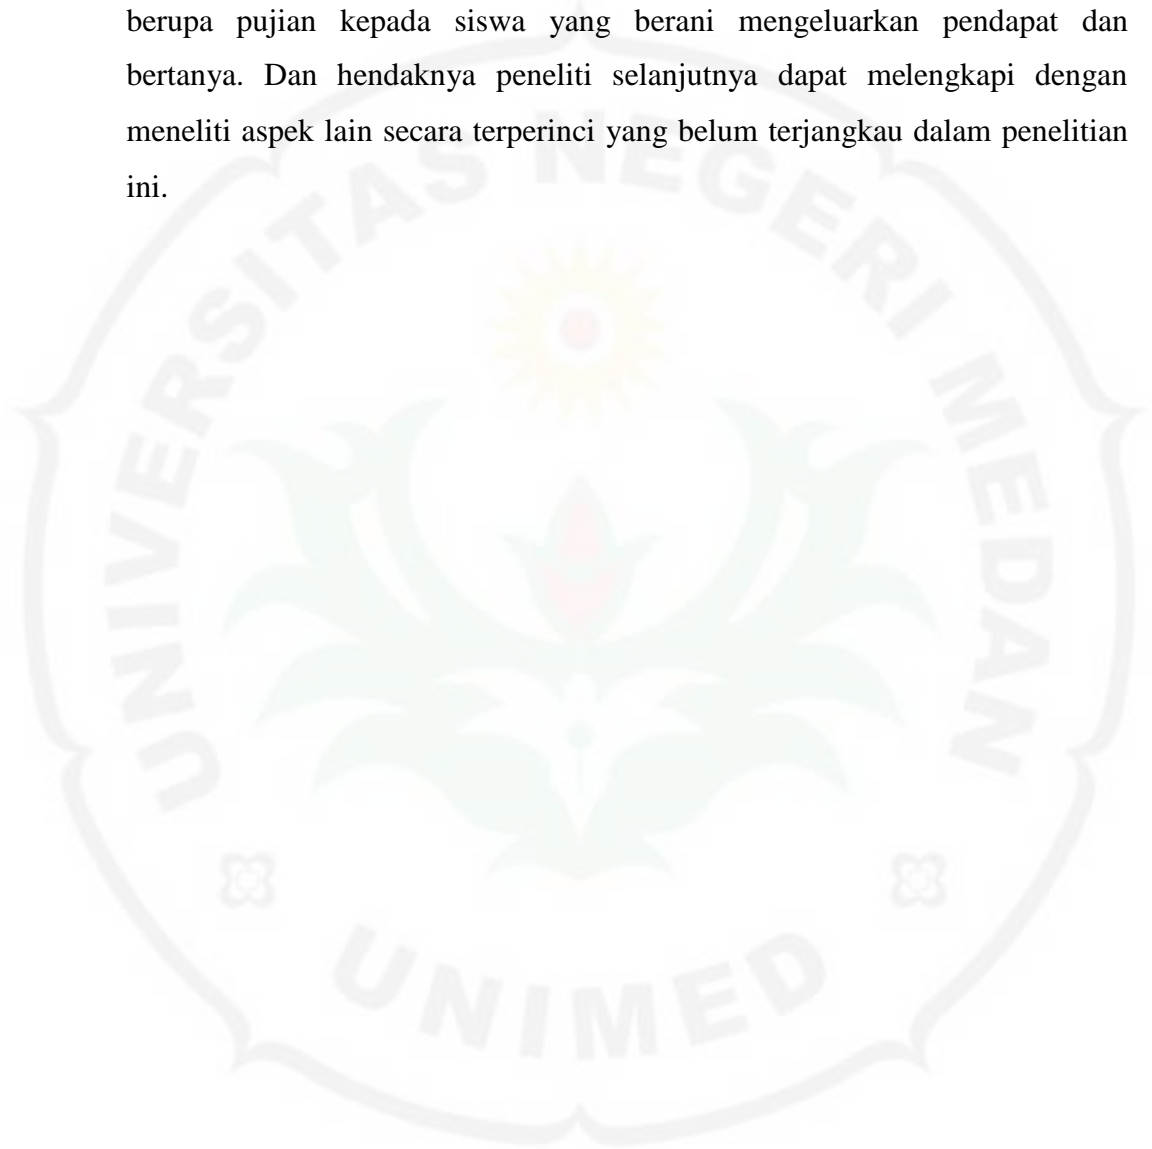 berupa pujian kepada siswa yang berani mengeluarkan pendapat dan
bertanya. Dan hendaknya peneliti selanjutnya dapat melengkapi dengan
meneliti aspek lain secara terperinci yang belum terjangkau dalam penelitian
ini.
UNIVERSITAS NEGERI MEDAN
UNIMED